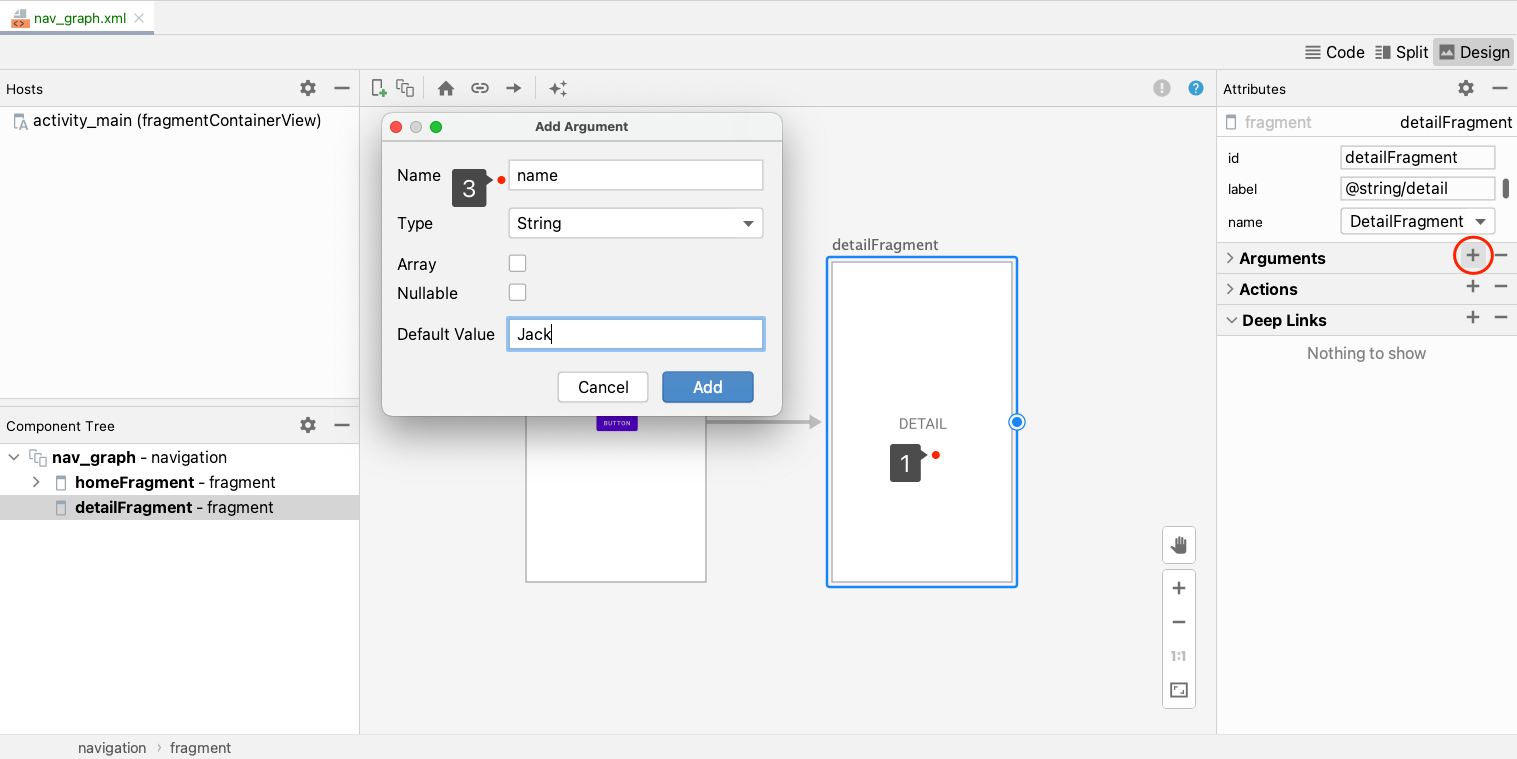 nav_graph.xml
Code
Split
Design
Hosts
Attributes
activity_main (fragmentContainerView)
fragment
detailFragment
id
detailFragment
label
@string/detail
name
DetailFragment
Arguments
Actions
Deep Links
Nothing to show
Add Argument
Name
3
name
Type
String
Array
Nullable
Default Value
Jack
Cancel
Add
BUTTON
detailFragment
DETAIL
1
1:1
Component Tree
nav_graph - navigation
homeFragment - fragment
detailFragment - fragment
navigation › fragment